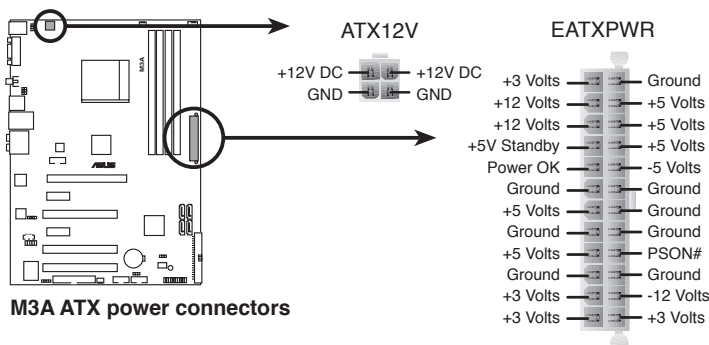 ATX12V
+12V DC +12V DC
GND GND
EATXPWR
+3 Volts Ground
+12 Volts +5 Volts
+12 Volts +5 Volts
+5V Standby +5 Volts
Power OK -5 Volts
Ground Ground
+5 Volts Ground
Ground Ground
+5 Volts PSON#
Ground Ground
+3 Volts -12 Volts
+3 Volts +3 Volts
M3A
ASUS
M3A ATX power connectors